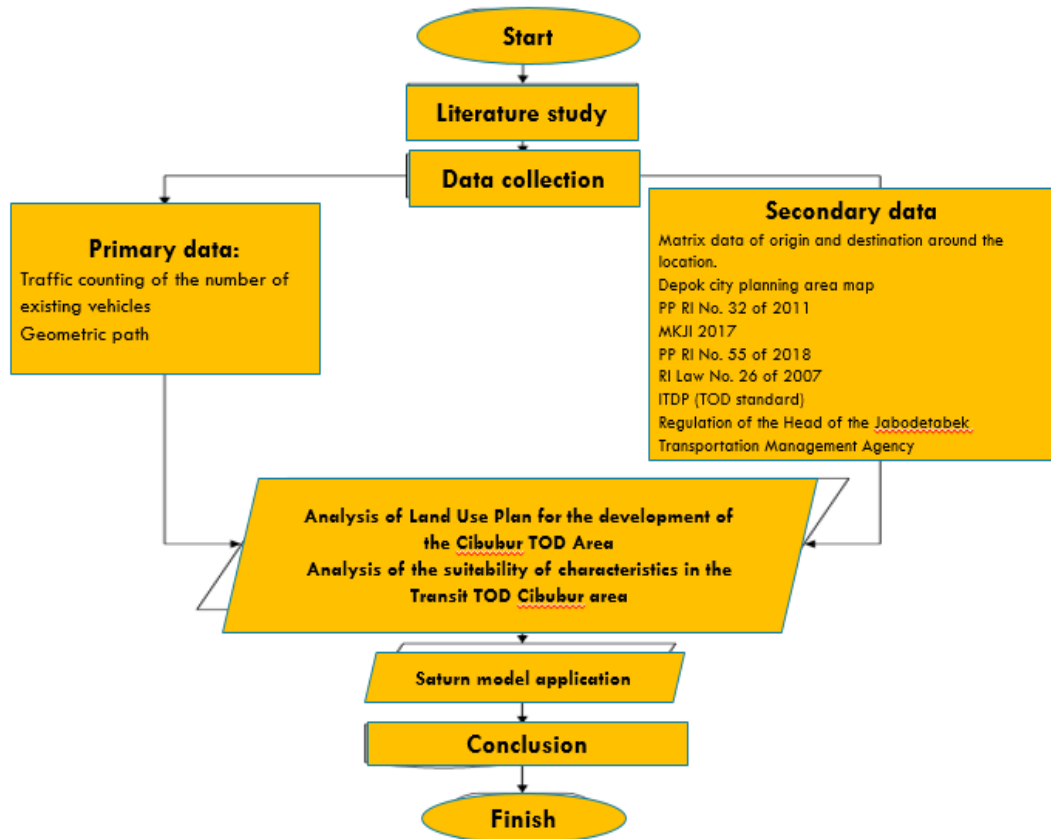 Start
Literature study
Data collection
Primary data:
Traffic counting of the number of
existing vehicles
Geometric path
Secondary data
Matrix data of origin and destination around the
location.
Depok city planning area map
PP RI No. 32 of 2011
MKJI 2017
PP RI No. 55 of 2018
RI Law No. 26 of 2007
ITDP (TOD standard)
Regulation of the Head of the Jabodetabek
Transportation Management Agency
Analysis of Land Use Plan for the development of
the Cibubur TOD Area
Analysis of the suitability of characteristics in the
Transit TOD Cibubur area
Saturn model application
Conclusion
Finish